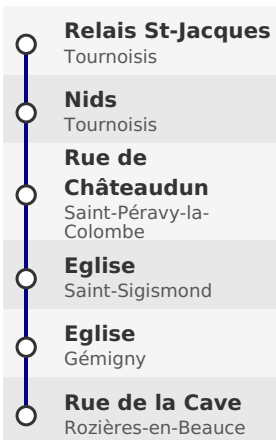 Relais St-Jacques
Tournoisis
Nids
Tournoisis
Rue de
Châteaudun
Saint-Péravy-la-
Colombe
Eglise
Saint-Sigismond
Eglise
Gémigny
Rue de la Cave
Rozières-en-Beauce